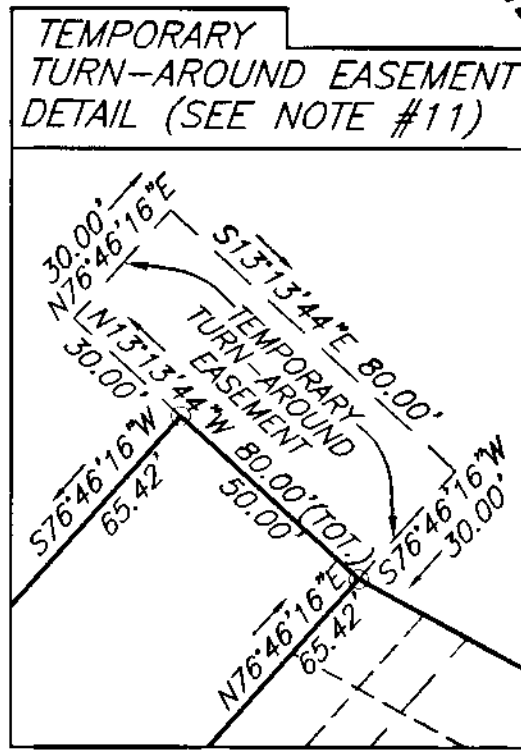 TEMPORARY
TURN-AROUND EASEMENT
DETAIL (SEE NOTE #11)
30.00'
N76°46'16"E
S13°13'44"E 80.00'
TEMPORARY
TURN-AROUND
EASEMENT
N13°13'44"W 80.00'(TOT.)
30.00'
50.00'
S76°46'16"W
65.42'
S76°46'16"W
30.00'
N76°46'16"E
65.42'